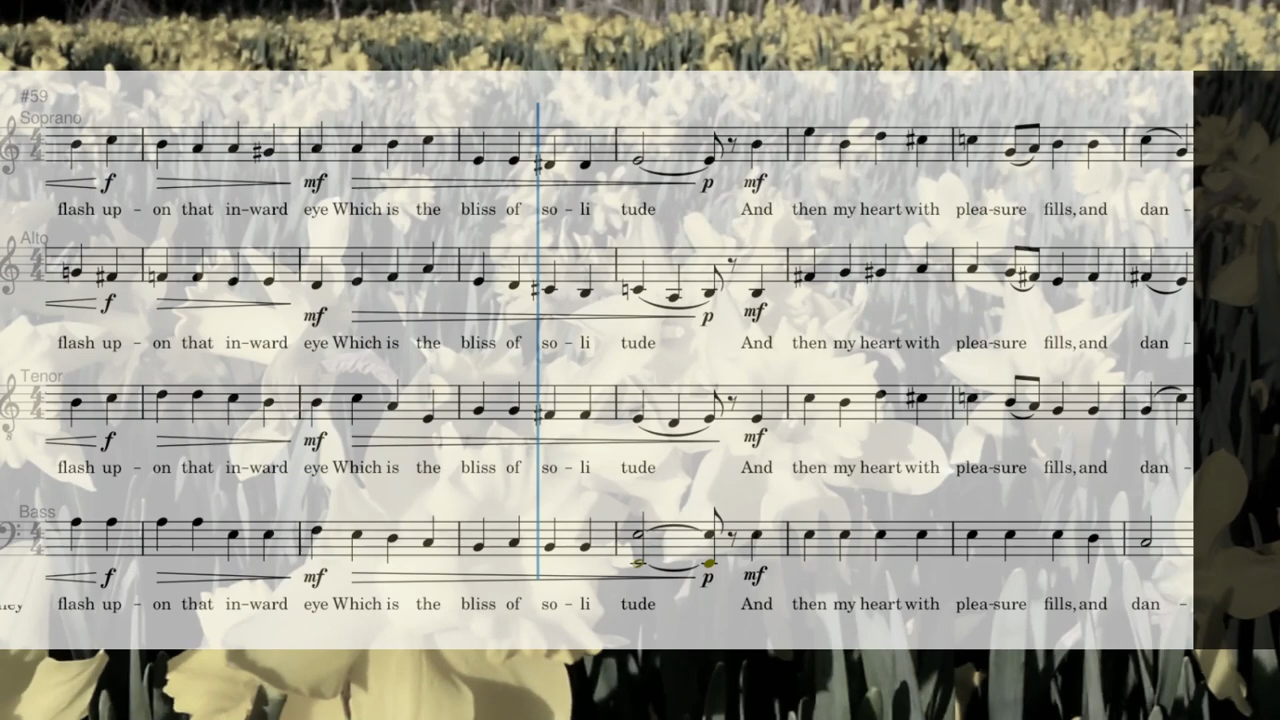 #59
Soprano
f mf p mf
flash up - on that in-ward eye Which is the bliss of so - li tude And then my heart with plea-sure fills, and dan -
Alto
f mf p mf
flash up - on that in-ward eye Which is the bliss of so - li tude And then my heart with plea-sure fills, and dan -
Tenor
8
f mf mf
flash up - on that in-ward eye Which is the bliss of so - li tude And then my heart with plea-sure fills, and dan -
Bass
f mf p mf
flash up - on that in-ward eye Which is the bliss of so - li tude And then my heart with plea-sure fills, and dan -